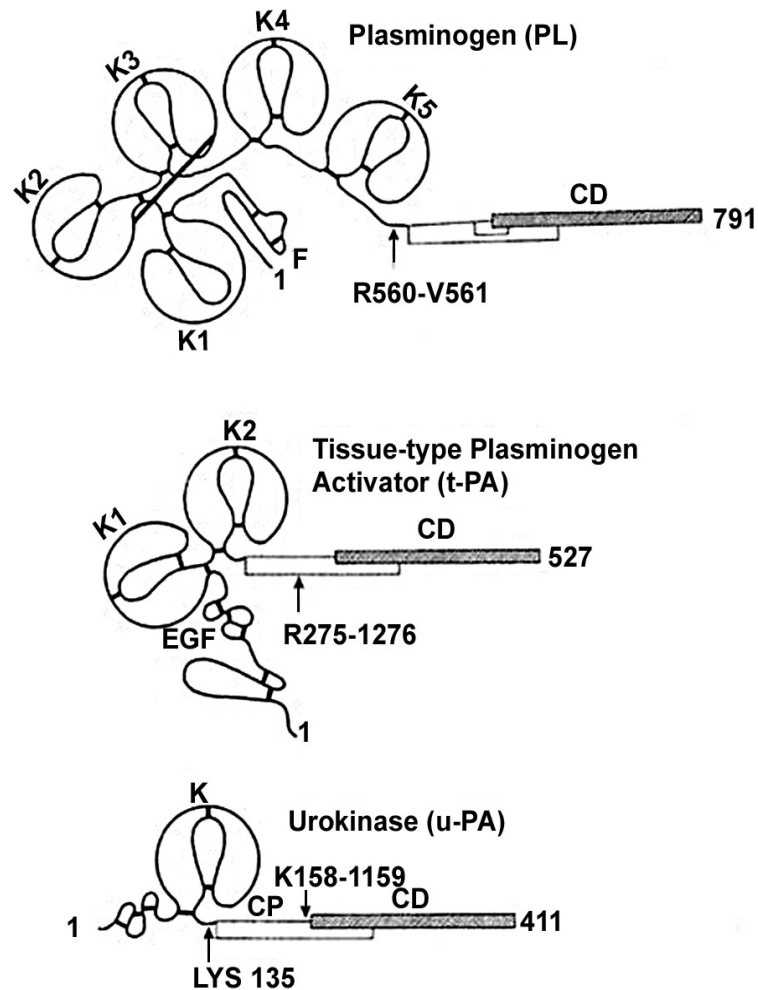 K4
Plasminogen (PL)
K3
K5
K2
CD
791
F
1
R560-V561
K1
K2
Tissue-type Plasminogen
Activator (t-PA)
K1
CD
527
EGF
R275-1276
1
K
Urokinase (u-PA)
K158-1159
CP
CD
1
411
LYS 135